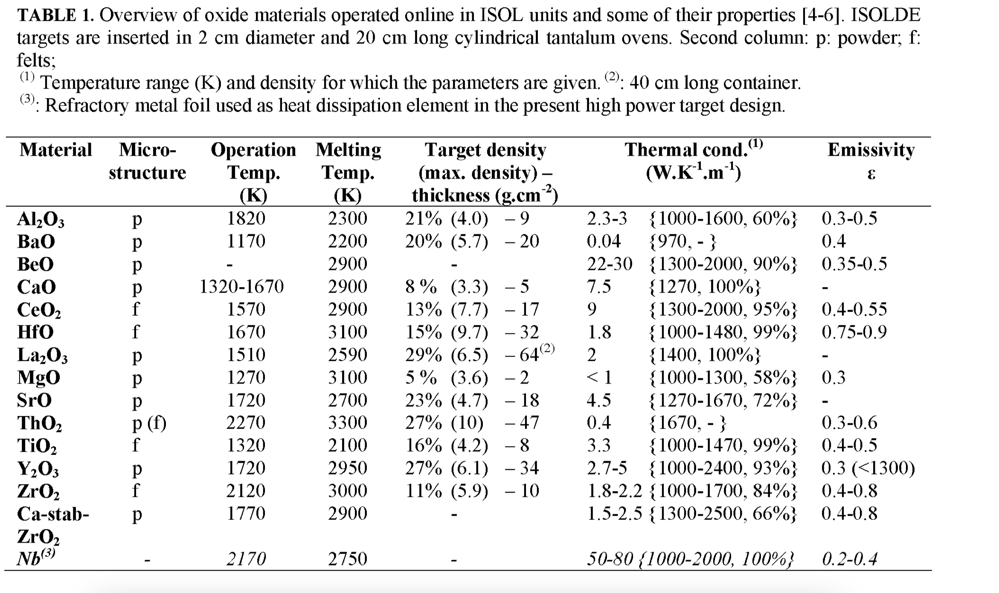 TABLE 1. Overview of oxide materials operated online in ISOL units and some of their properties [4-6]. ISOLDE
targets are inserted in 2 cm diameter and 20 cm long cylindrical tantalum ovens. Second column: p: powder; f:
felts;
(1) Temperature range (K) and density for which the parameters are given. (2): 40 cm long container.
(3): Refractory metal foil used as heat dissipation element in the present high power target design.
Material Micro- Operation Melting Target density Thermal cond.(1) Emissivity
structure Temp. Temp. (max. density) – (W.K-1.m-1) ε
(K) (K) thickness (g.cm-2)
Al2O3 p 1820 2300 21% (4.0) – 9 2.3-3 {1000-1600, 60%} 0.3-0.5
BaO p 1170 2200 20% (5.7) – 20 0.04 {970, - } 0.4
BeO p - 2900 - 22-30 {1300-2000, 90%} 0.35-0.5
CaO p 1320-1670 2900 8 % (3.3) – 5 7.5 {1270, 100%} -
CeO2 f 1570 2900 13% (7.7) – 17 9 {1300-2000, 95%} 0.4-0.55
HfO f 1670 3100 15% (9.7) – 32 1.8 {1000-1480, 99%} 0.75-0.9
La2O3 p 1510 2590 29% (6.5) – 64(2) 2 {1400, 100%} -
MgO p 1270 3100 5 % (3.6) – 2 < 1 {1000-1300, 58%} 0.3
SrO p 1720 2700 23% (4.7) – 18 4.5 {1270-1670, 72%} -
ThO2 p (f) 2270 3300 27% (10) – 47 0.4 {1670, - } 0.3-0.6
TiO2 f 1320 2100 16% (4.2) – 8 3.3 {1000-1470, 99%} 0.4-0.5
Y2O3 p 1720 2950 27% (6.1) – 34 2.7-5 {1000-2400, 93%} 0.3 (<1300)
ZrO2 f 2120 3000 11% (5.9) – 10 1.8-2.2 {1000-1700, 84%} 0.4-0.8
Ca-stab- p 1770 2900 - 1.5-2.5 {1300-2500, 66%} 0.4-0.8
ZrO2
Nb(3) - 2170 2750 - 50-80 {1000-2000, 100%} 0.2-0.4